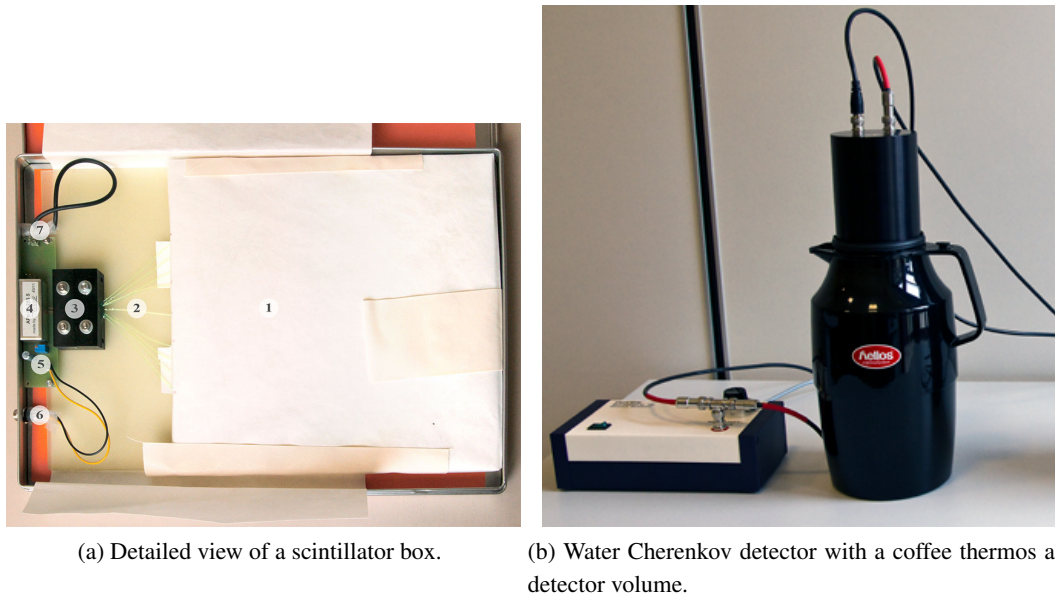 7
4
3
2
1
5
6
helios
(a) Detailed view of a scintillator box.
(b) Water Cherenkov detector with a coffee thermos a
detector volume.